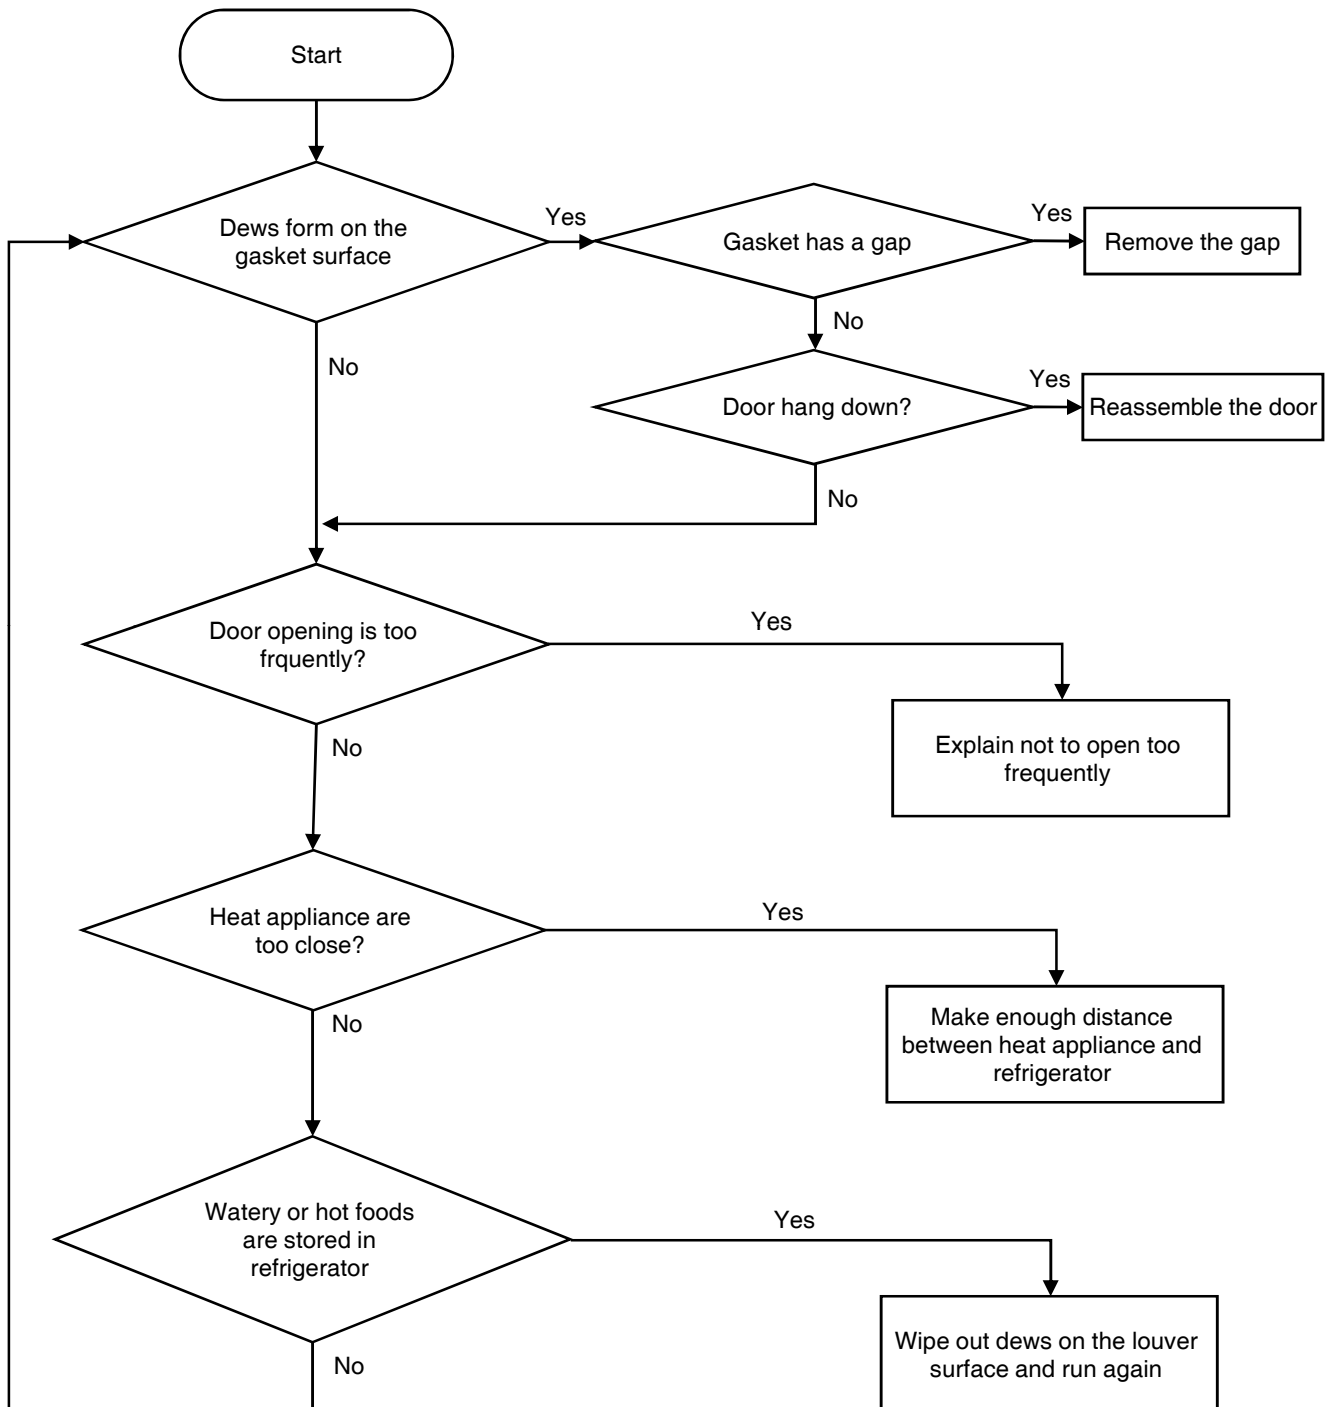 Start
Dews form on the
gasket surface
Yes
Gasket has a gap
Yes
Remove the gap
No
No
Door hang down?
Yes
Reassemble the door
No
Door opening is too
frquently?
Yes
Explain not to open too
frequently
No
Heat appliance are
too close?
Yes
Make enough distance
between heat appliance and
refrigerator
No
Watery or hot foods
are stored in
refrigerator
Yes
Wipe out dews on the louver
surface and run again
No